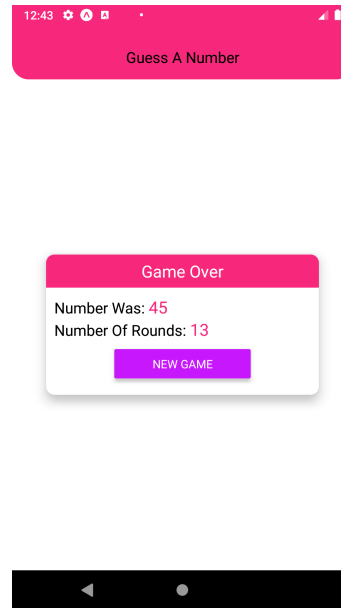 12:43
Guess A Number
Game Over
Number Was: 45
Number Of Rounds: 13
NEW GAME